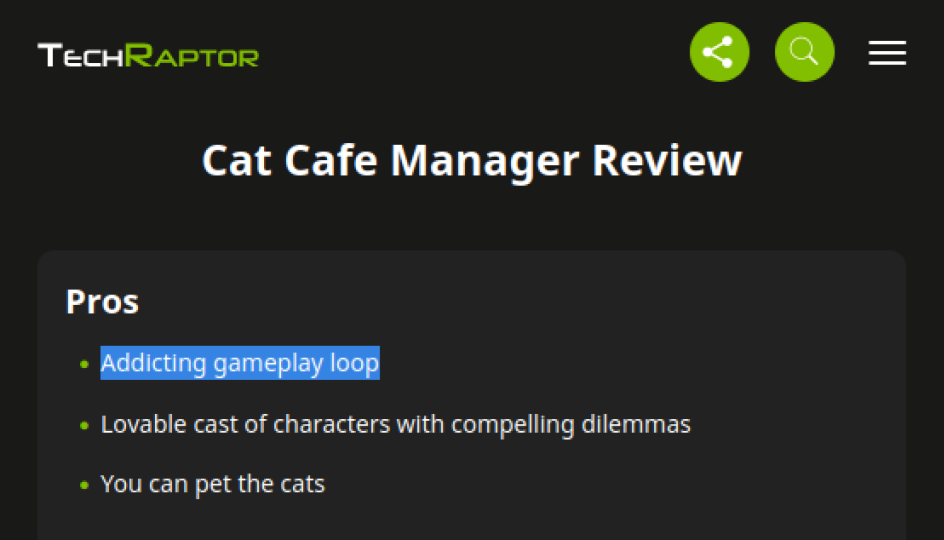 TECHRAPTOR
Cat Cafe Manager Review
Pros
Addicting gameplay loop
Lovable cast of characters with compelling dilemmas
You can pet the cats